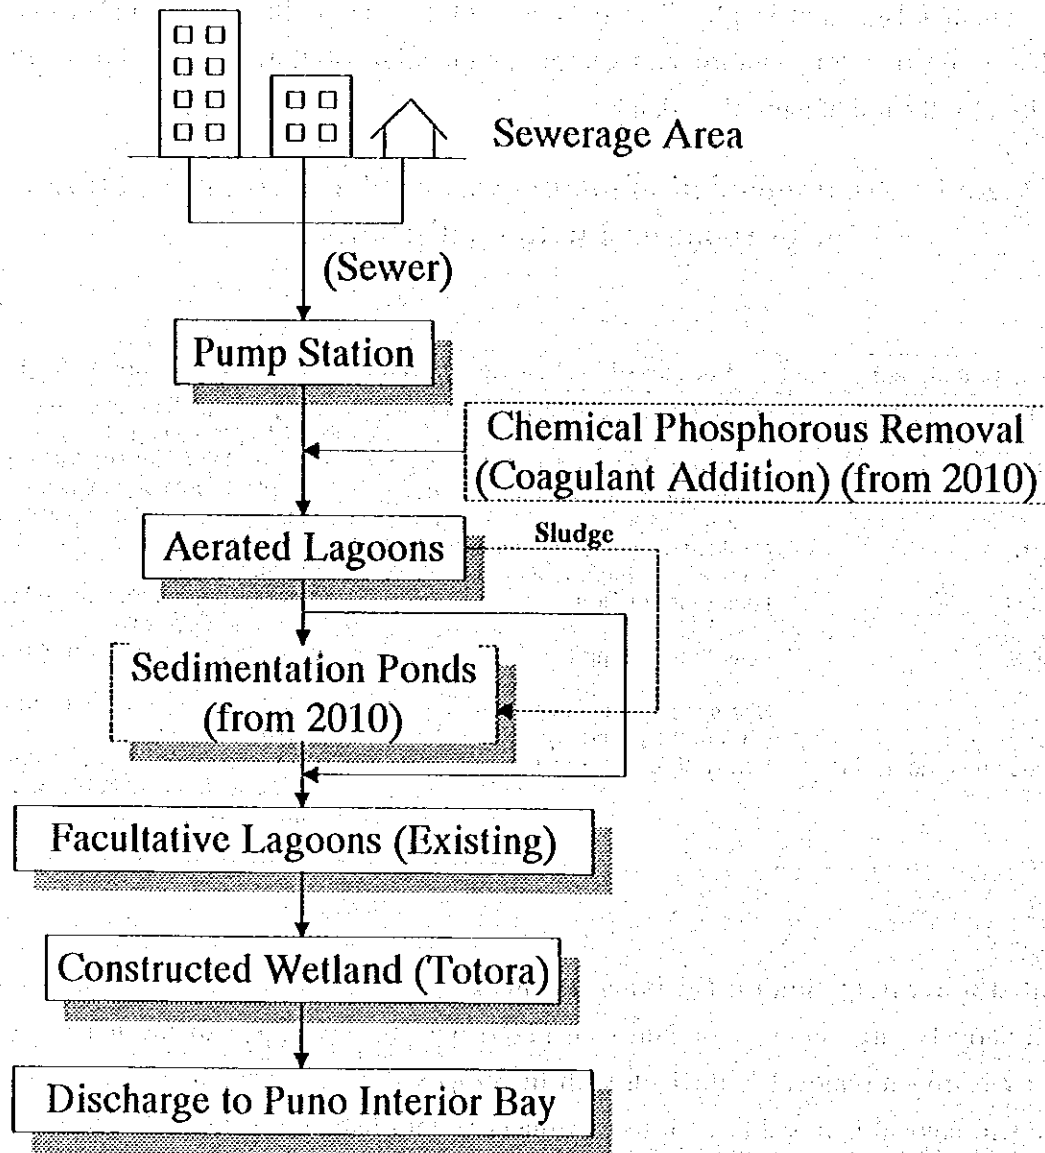 Sewerage Area
(Sewer)
Pump Station
Chemical Phosphorous Removal
(Coagulant Addition) (from 2010)
Aerated Lagoons
Sludge
Sedimentation Ponds
(from 2010)
Facultative Lagoons (Existing)
Constructed Wetland (Totora)
Discharge to Puno Interior Bay